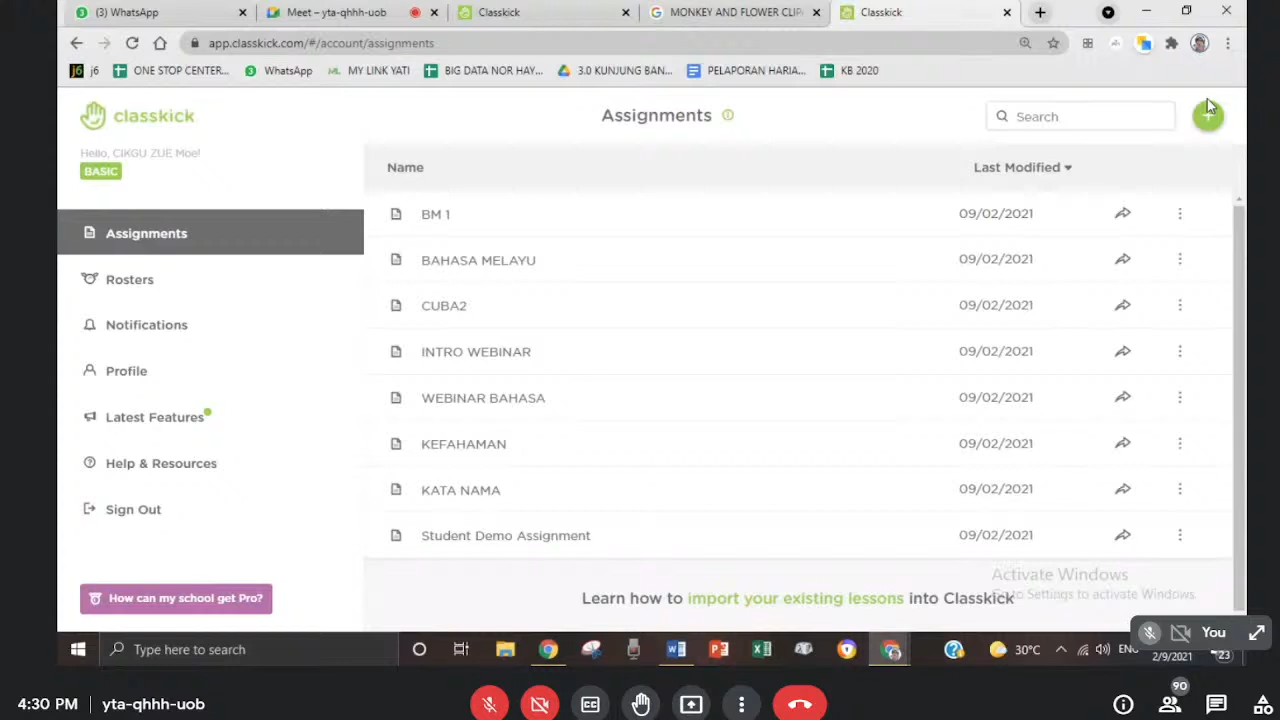 (3) WhatsApp
Meet – yta-qhhh-uob
Classkick
MONKEY AND FLOWER CLIP
Classkick
app.classkick.com/#/account/assignments
j6
ONE STOP CENTER...
WhatsApp
MY LINK YATI
BIG DATA NOR HAY...
3.0 KUNJUNG BAN...
PELAPORAN HARIA...
KB 2020
classkick
Assignments
Search
Hello, CIKGU ZUE Moe!
BASIC
Name
Last Modified
BM 1 09/02/2021
Assignments
BAHASA MELAYU 09/02/2021
Rosters
CUBA2 09/02/2021
Notifications
INTRO WEBINAR 09/02/2021
Profile
WEBINAR BAHASA 09/02/2021
Latest Features
KEFAHAMAN 09/02/2021
Help & Resources
KATA NAMA 09/02/2021
Sign Out
Student Demo Assignment 09/02/2021
Activate Windows
Go to Settings to activate Windows.
How can my school get Pro?
Learn how to import your existing lessons into Classkick
You
Type here to search
30°C
2/9/2021
23
4:30 PM | yta-qhhh-uob
90